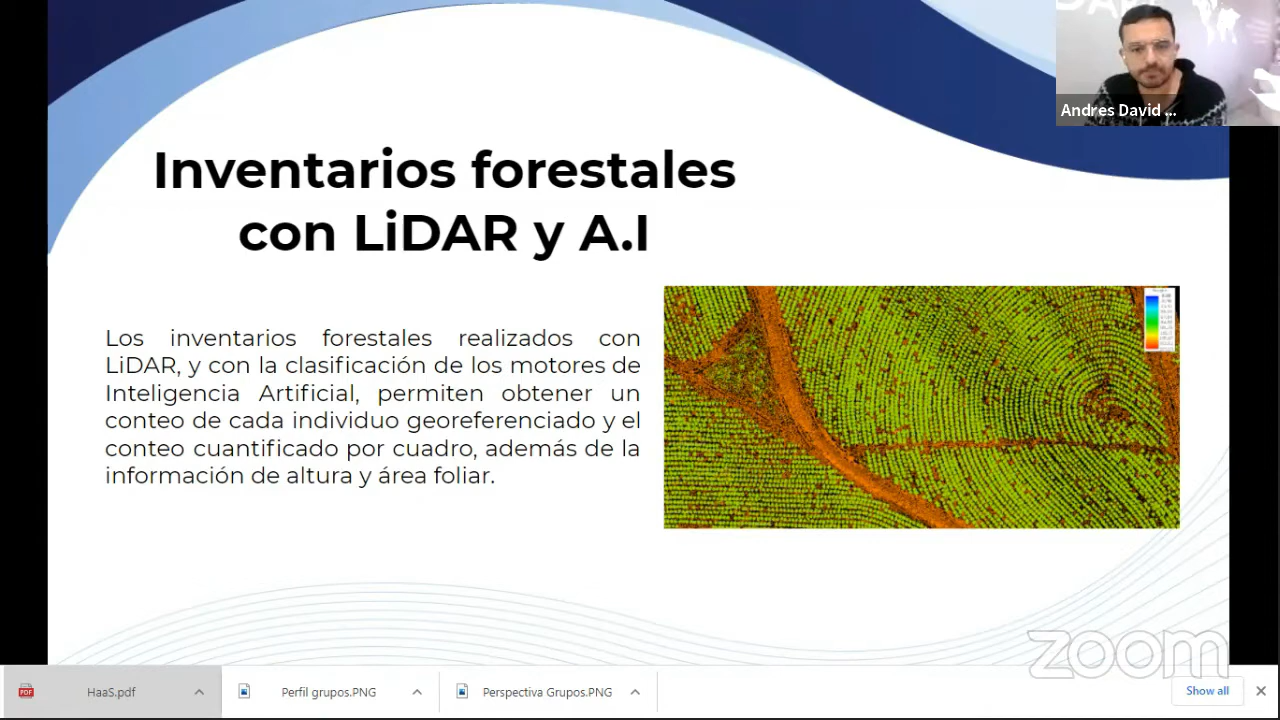 Andres David ...
Inventarios forestales
con LiDAR y A.I
Los inventarios forestales realizados con
LiDAR, y con la clasificación de los motores de
Inteligencia Artificial, permiten obtener un
conteo de cada individuo georeferenciado y el
conteo cuantificado por cuadro, además de la
información de altura y área foliar.
zoom
HaaS.pdf
Perfil grupos.PNG
Perspectiva Grupos.PNG
Show all